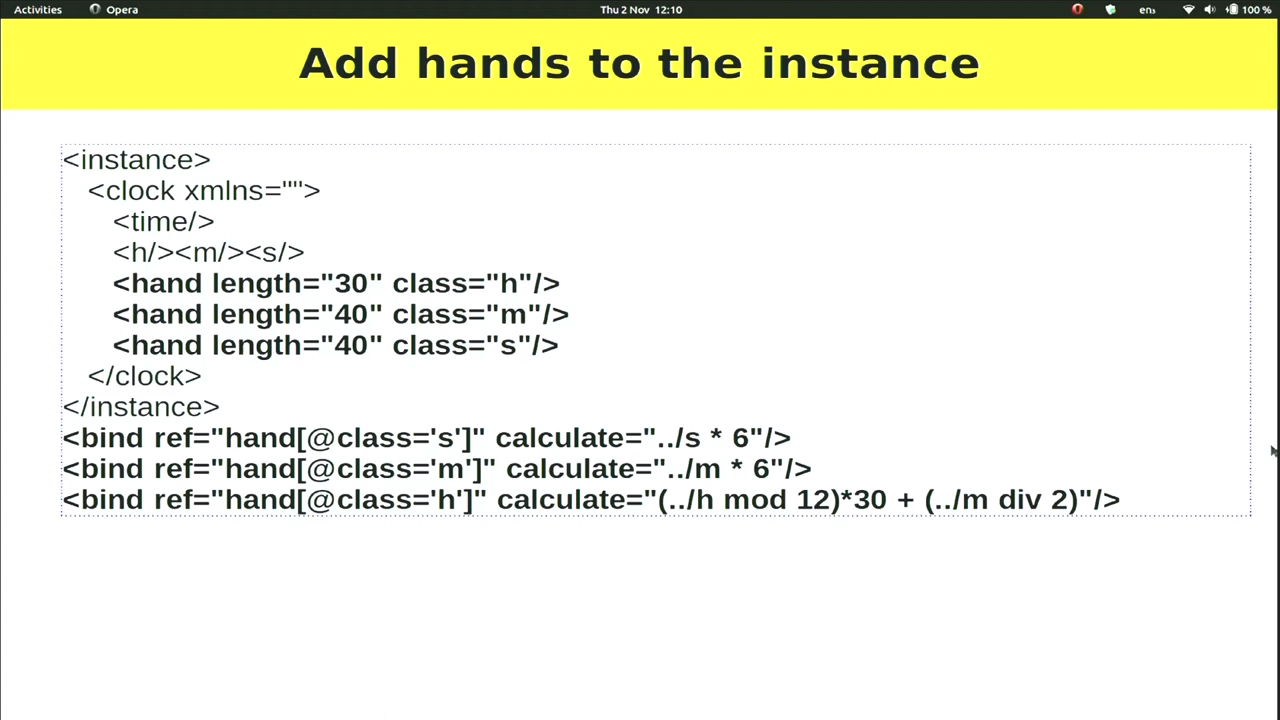 Activities Opera Thu 2 Nov 12:10 en₃ 100 %
Add hands to the instance
<instance>
<clock xmlns="">
<time/>
<h/><m/><s/>
<hand length="30" class="h"/>
<hand length="40" class="m"/>
<hand length="40" class="s"/>
</clock>
</instance>
<bind ref="hand[@class='s']" calculate="../s * 6"/>
<bind ref="hand[@class='m']" calculate="../m * 6"/>
<bind ref="hand[@class='h']" calculate="(../h mod 12)*30 + (../m div 2)"/>